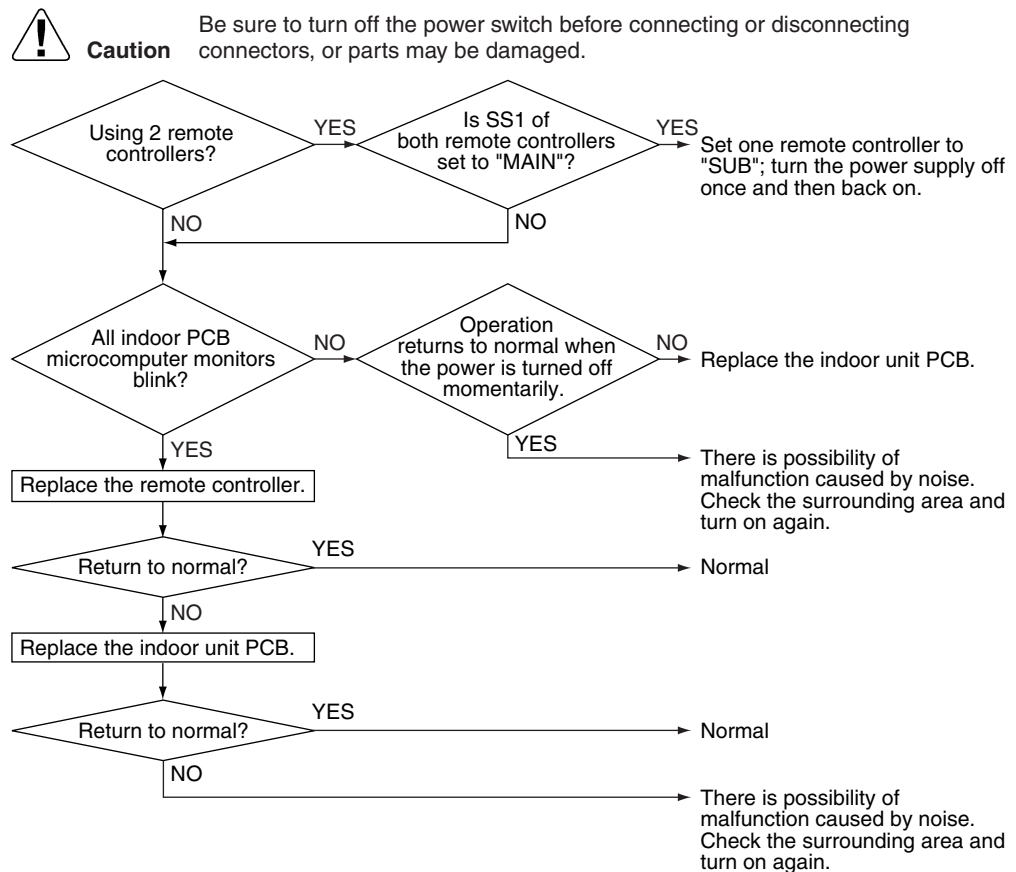 Be sure to turn off the power switch before connecting or disconnecting
Caution connectors, or parts may be damaged.
Using 2 remote
controllers?
YES
Is SS1 of
both remote controllers
set to "MAIN"?
YES
Set one remote controller to
"SUB"; turn the power supply off
once and then back on.
NO
NO
All indoor PCB
microcomputer monitors
blink?
NO
Operation
returns to normal when
the power is turned off
momentarily.
NO
Replace the indoor unit PCB.
YES
YES
There is possibility of
malfunction caused by noise.
Check the surrounding area and
turn on again.
Replace the remote controller.
Return to normal?
YES
Normal
NO
Replace the indoor unit PCB.
Return to normal?
YES
Normal
NO
There is possibility of
malfunction caused by noise.
Check the surrounding area and
turn on again.